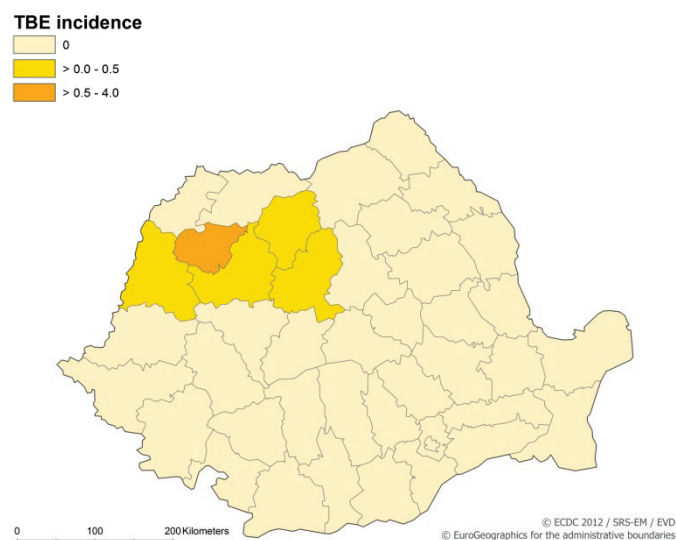 TBE incidence
0
> 0.0 - 0.5
> 0.5 - 4.0
0 100 200 Kilometers
© ECDC 2012 / SRS-EM / EVD
© EuroGeographics for the administrative boundaries